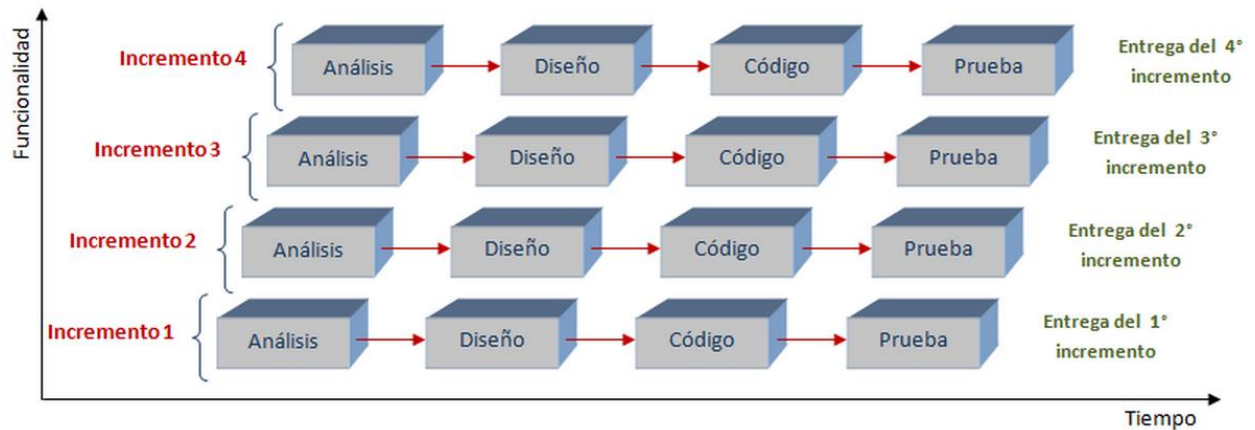 Funcionalidad
Incremento 4
Análisis
Diseño
Código
Prueba
Entrega del 4°
incremento
Incremento 3
Análisis
Diseño
Código
Prueba
Entrega del 3°
incremento
Incremento 2
Análisis
Diseño
Código
Prueba
Entrega del 2°
incremento
Incremento 1
Análisis
Diseño
Código
Prueba
Entrega del 1°
incremento
Tiempo